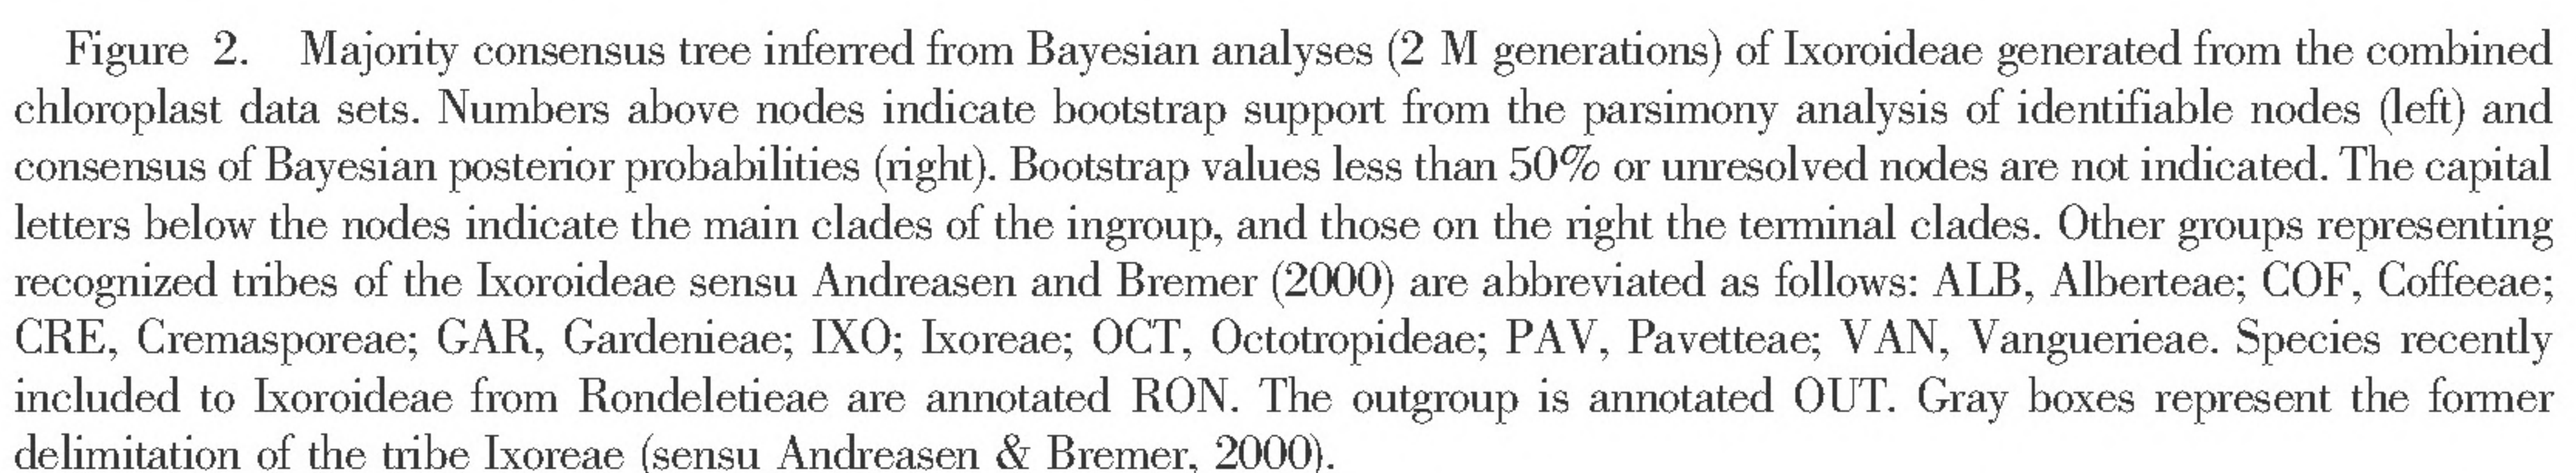 Figure 2. Majority consensus tree inferred from Bayesian analyses (2 M generations) of Ixoroideae generated from the combined
chloroplast data sets. Numbers above nodes indicate bootstrap support from the parsimony analysis of identifiable nodes (left) and
consensus of Bayesian posterior probabilities (right). Bootstrap values less than 50% or unresolved nodes are not indicated. The capital
letters below the nodes indicate the main clades of the ingroup, and those on the right the terminal clades. Other groups representing
recognized tribes of the Ixoroideae sensu Andreasen and Bremer (2000) are abbreviated as follows: ALB, Alberteae; COF, Coffeeae;
CRE, Cremasporeae; GAR, Gardenieae; IXO; Ixoreae; OCT, Octotropideae; PAV, Pavetteae; VAN, Vanguerieae. Species recently
included to Ixoroideae from Rondeletieae are annotated RON. The outgroup is annotated OUT. Gray boxes represent the former
delimitation of the tribe Ixoreae (sensu Andreasen & Bremer, 2000).